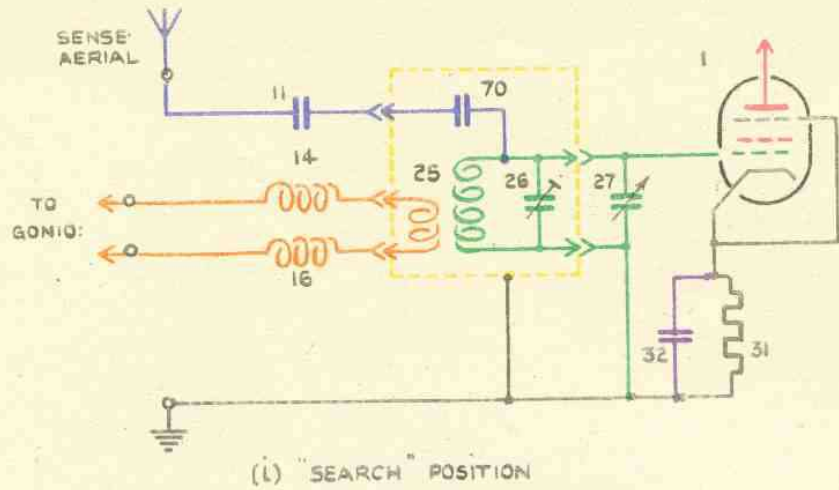 SENSE-
AERIAL
11
70
1
14
25
26
27
TO
GONIO:
16
32
31
(i) "SEARCH" POSITION